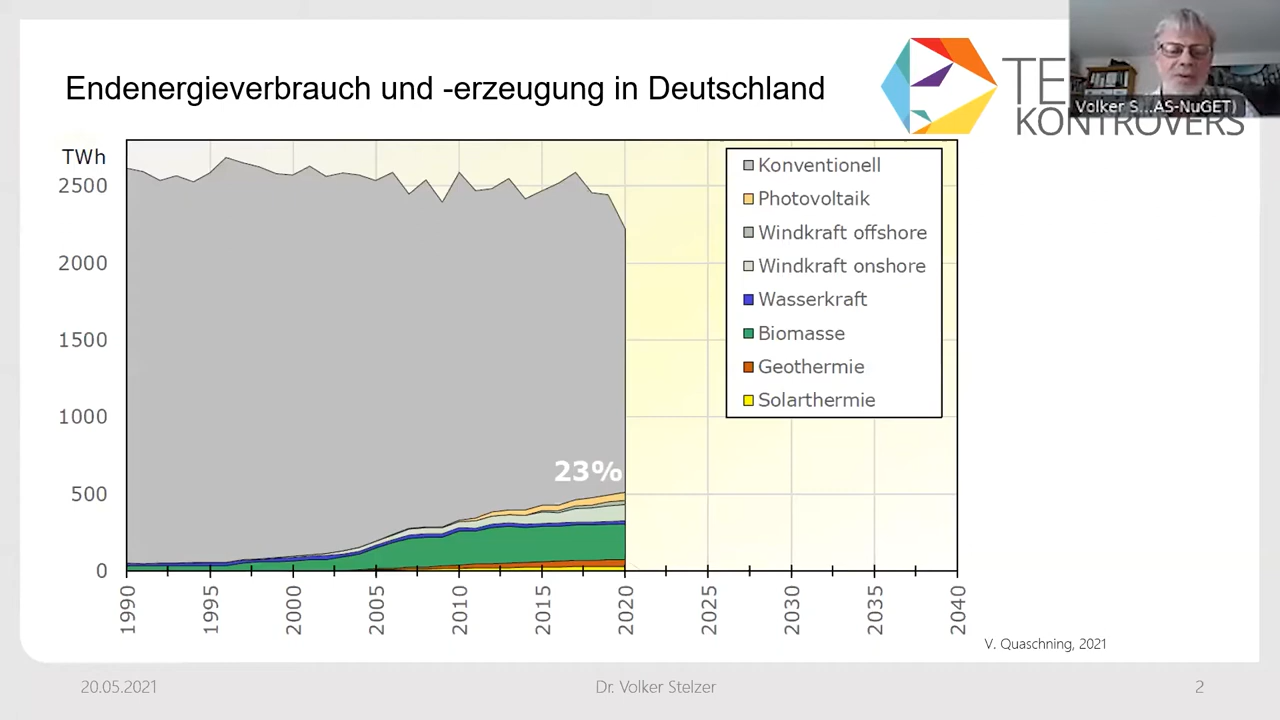 Endenergieverbrauch und -erzeugung in Deutschland
TE
KONTROVERS
Volker S...AS-NuGET)
TWh
2500
2000
1500
1000
500
0
Konventionell
Photovoltaik
Windkraft offshore
Windkraft onshore
Wasserkraft
Biomasse
Geothermie
Solarthermie
23%
1990
1995
2000
2005
2010
2015
2020
2025
2030
2035
2040
V. Quaschning, 2021
20.05.2021
Dr. Volker Stelzer
2